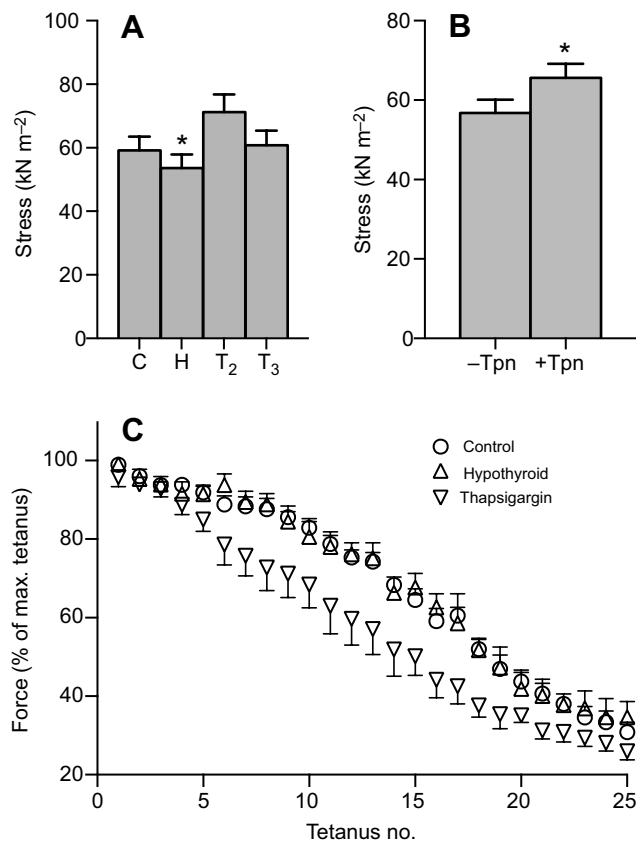 A
Stress (kN m⁻²)
100
80
60
40
20
0
*
C H T₂ T₃
B
Stress (kN m⁻²)
80
60
40
20
0
*
–Tpn +Tpn
C
Force (% of max. tetanus)
100
80
60
40
20
Control
Hypothyroid
Thapsigargin
0 5 10 15 20 25
Tetanus no.